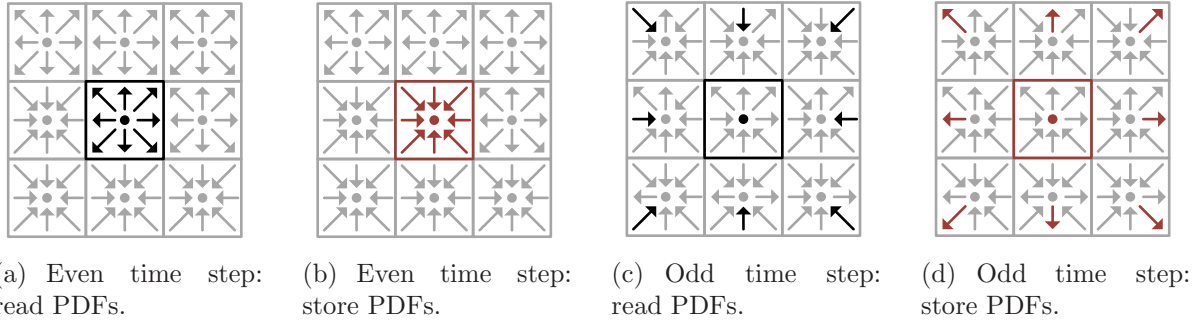 a) Even time step:
read PDFs.
(b) Even time step:
store PDFs.
(c) Odd time step:
read PDFs.
(d) Odd time step:
store PDFs.